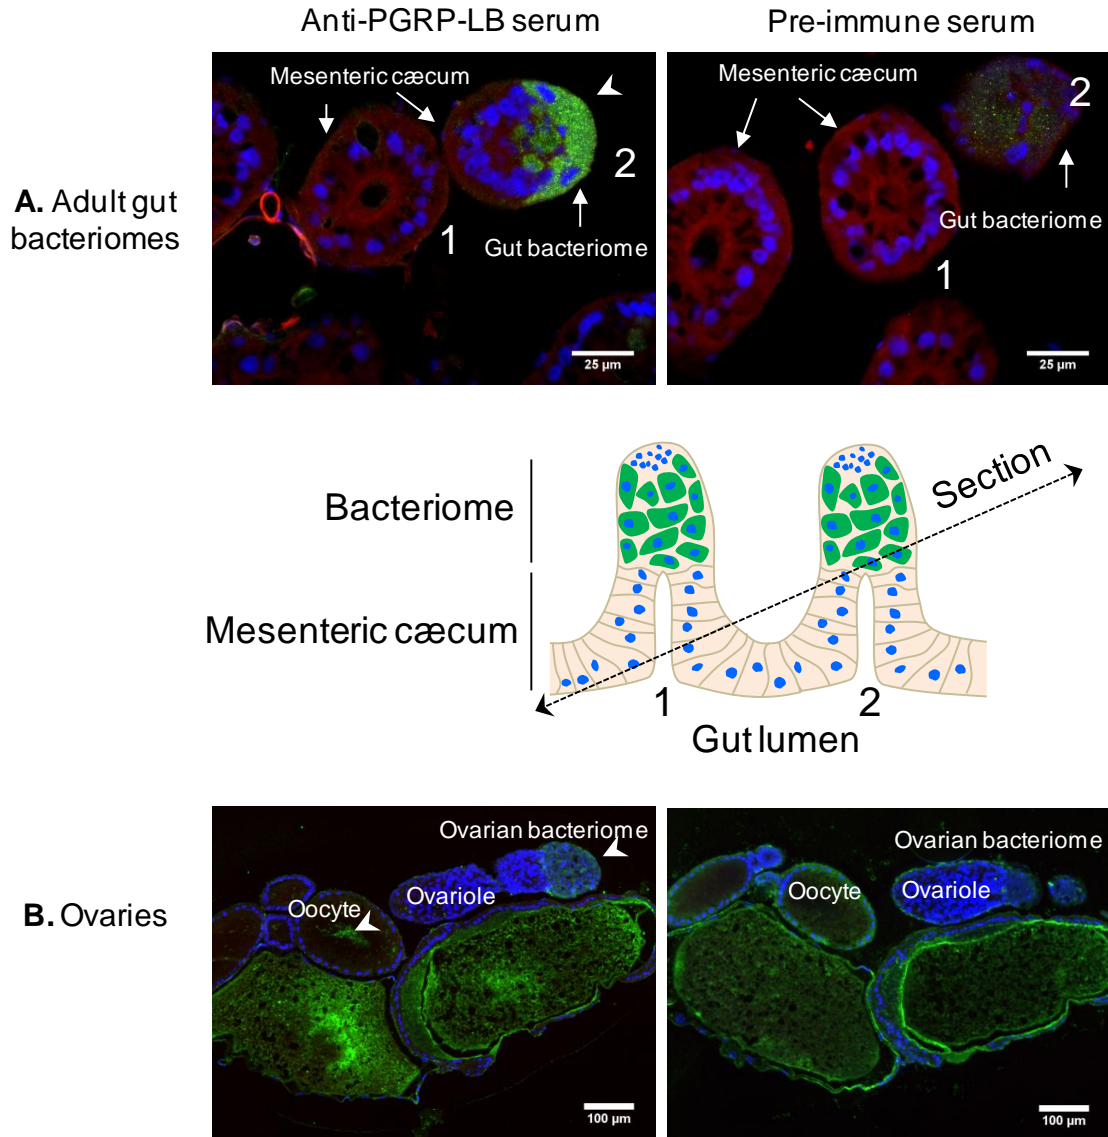 Anti-PGRP-LB serum
Pre-immune serum
A. Adult gut
bacteriomes
Mesenteric cæcum
1
2
Gut bacteriome
25 µm
Mesenteric cæcum
2
Gut bacteriome
1
25 µm
Bacteriome
Mesenteric cæcum
Section
1
2
Gut lumen
B. Ovaries
Ovarian bacteriome
Ovariole
Oocyte
100 µm
Ovarian bacteriome
Oocyte
Ovariole
100 µm